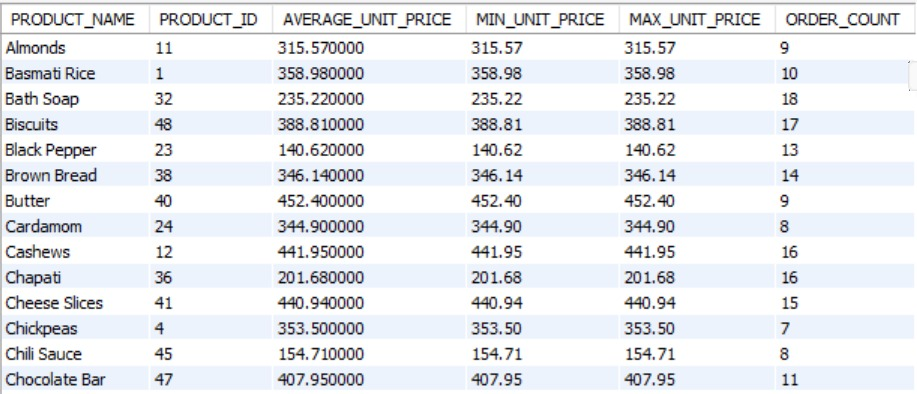 PRODUCT_NAME PRODUCT_ID AVERAGE_UNIT_PRICE MIN_UNIT_PRICE MAX_UNIT_PRICE ORDER_COUNT
Almonds 11 315.570000 315.57 315.57 9
Basmati Rice 1 358.980000 358.98 358.98 10
Bath Soap 32 235.220000 235.22 235.22 18
Biscuits 48 388.810000 388.81 388.81 17
Black Pepper 23 140.620000 140.62 140.62 13
Brown Bread 38 346.140000 346.14 346.14 14
Butter 40 452.400000 452.40 452.40 9
Cardamom 24 344.900000 344.90 344.90 8
Cashews 12 441.950000 441.95 441.95 16
Chapati 36 201.680000 201.68 201.68 16
Cheese Slices 41 440.940000 440.94 440.94 15
Chickpeas 4 353.500000 353.50 353.50 7
Chili Sauce 45 154.710000 154.71 154.71 8
Chocolate Bar 47 407.950000 407.95 407.95 11